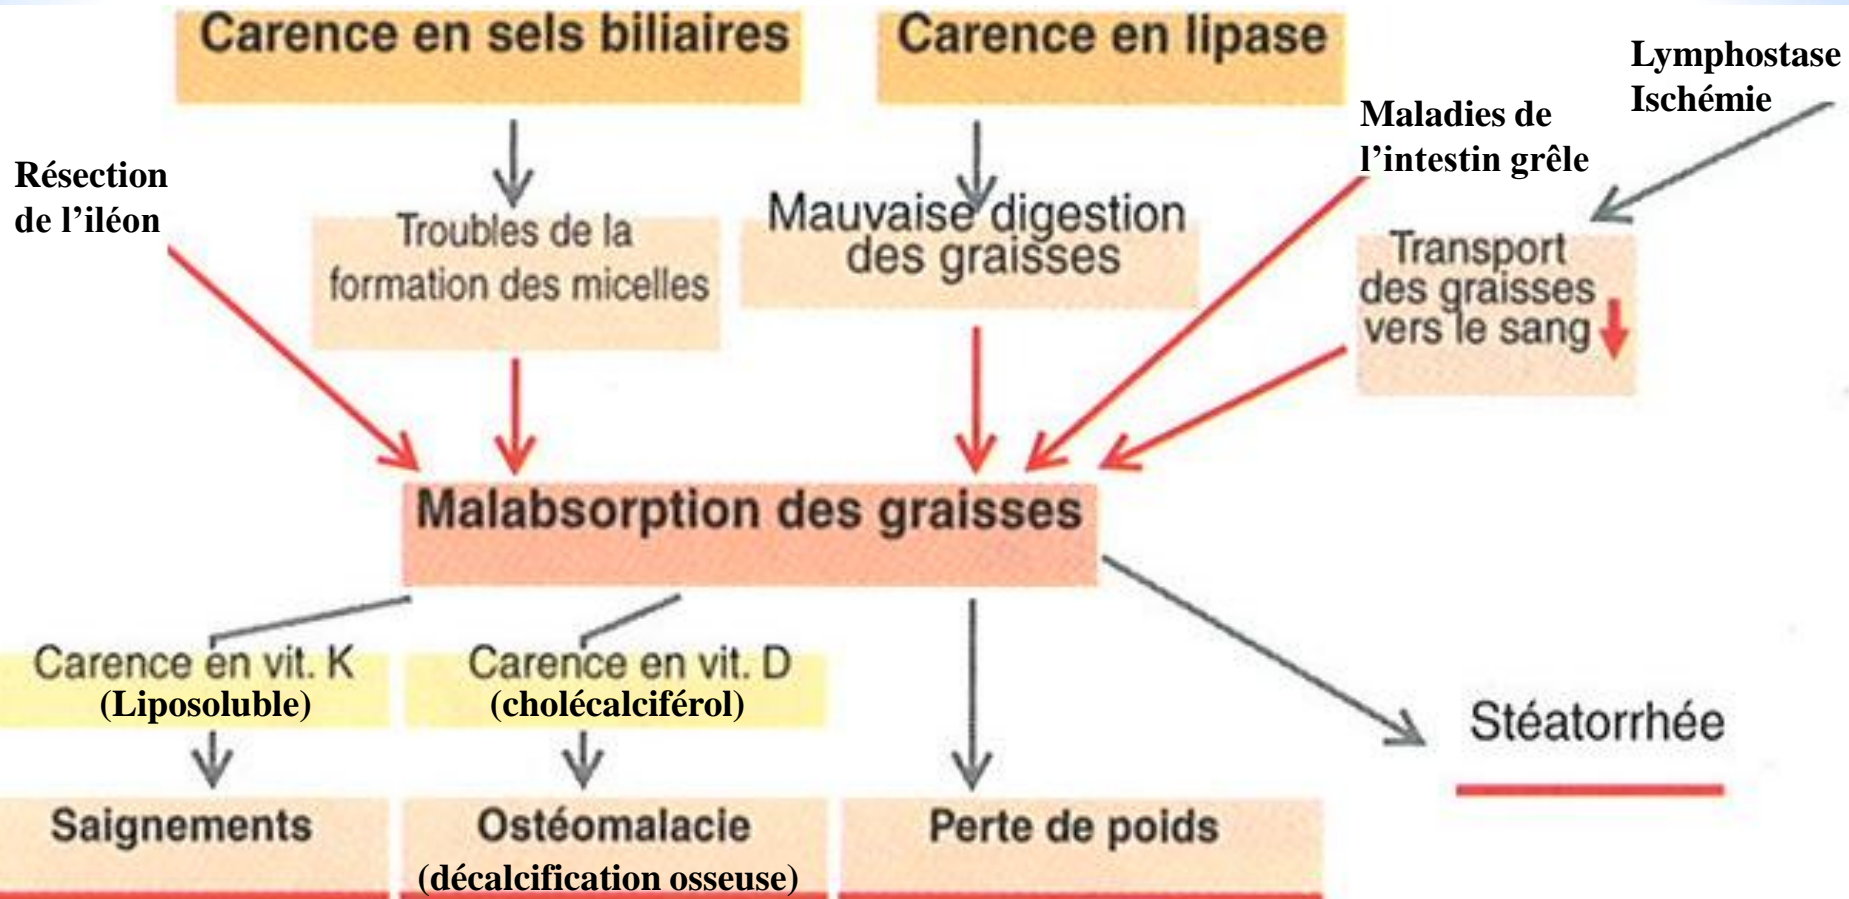 Carence en sels biliaires
Carence en lipase
Lymphostase
Ischémie
Maladies de
l’intestin grêle
Résection
de l’iléon
Troubles de la
formation des micelles
Mauvaise digestion
des graisses
Transport
des graisses
vers le sang
Malabsorption des graisses
Carence en vit. K
(Liposoluble)
Carence en vit. D
(cholécalciférol)
Stéatorrhée
Saignements
Ostéomalacie
(décalcification osseuse)
Perte de poids